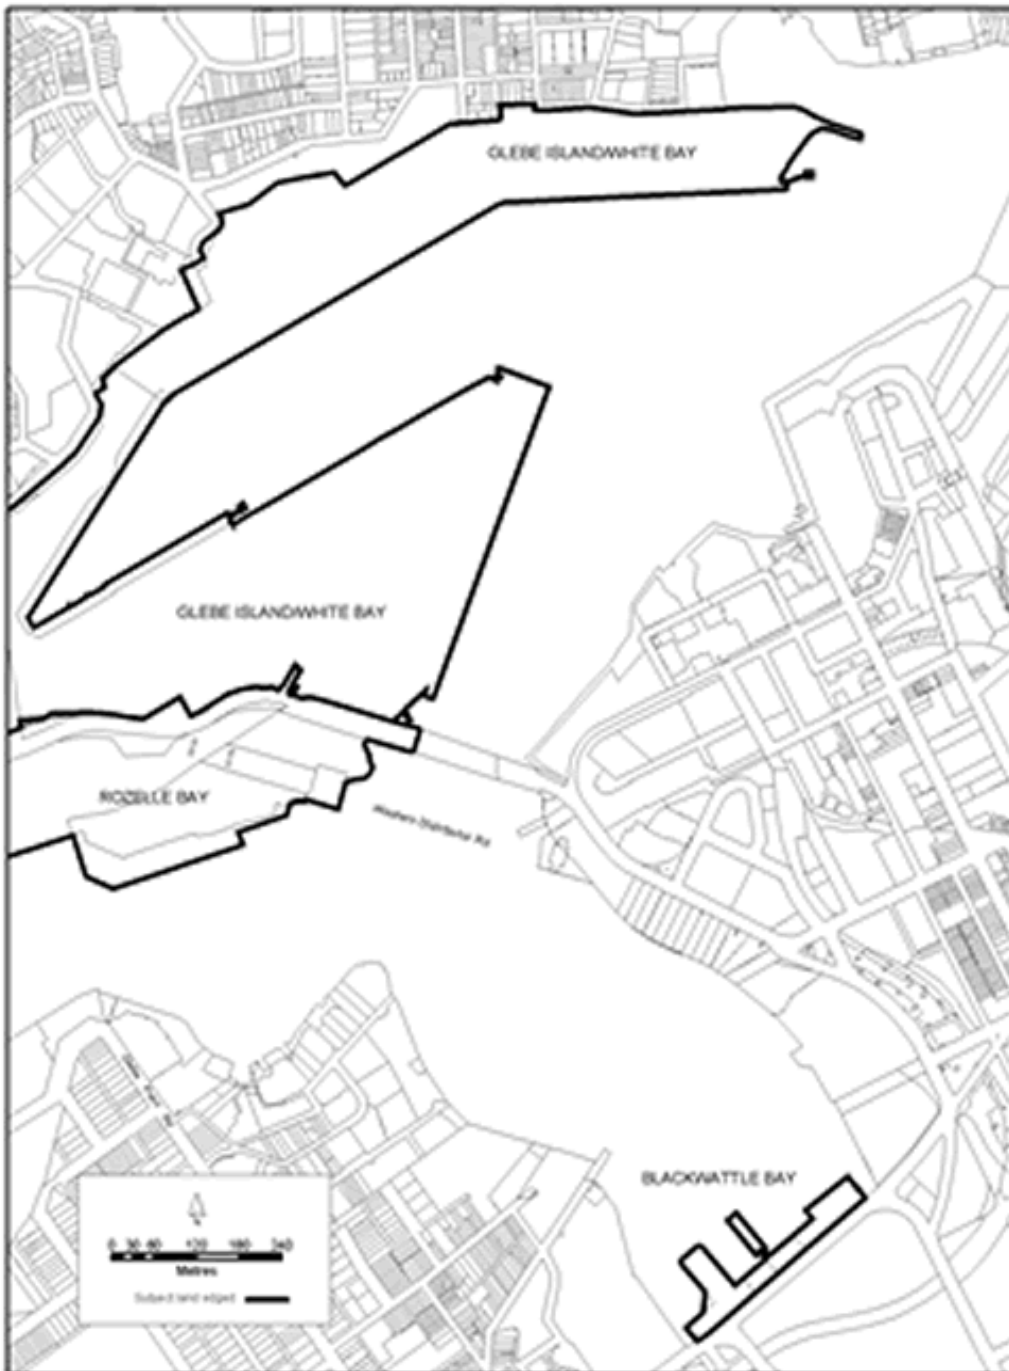 GLEBE ISLAND/WHITE BAY
GLEBE ISLAND/WHITE BAY
ROZELLE BAY
Western Distributor Rd
BLACKWATTLE BAY
0 30 60 120 180 240
Metres
Subject land edged